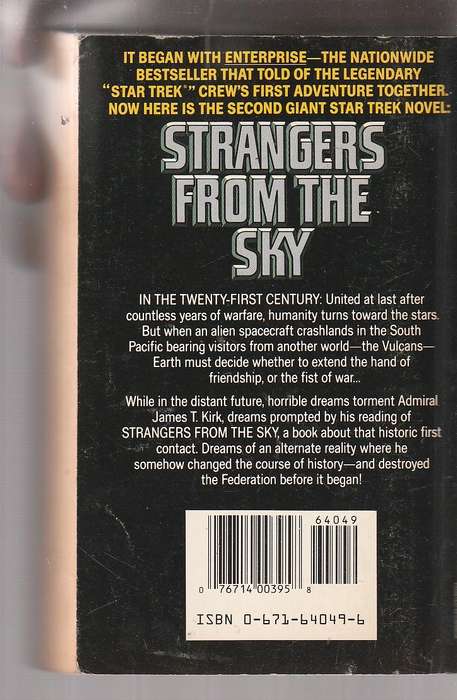 IT BEGAN WITH ENTERPRISE—THE NATIONWIDE
BESTSELLER THAT TOLD OF THE LEGENDARY
“STAR TREK™” CREW'S FIRST ADVENTURE TOGETHER.
NOW HERE IS THE SECOND GIANT STAR TREK NOVEL:
STRANGERS
FROM THE
SKY
IN THE TWENTY-FIRST CENTURY: United at last after
countless years of warfare, humanity turns toward the stars.
But when an alien spacecraft crashlands in the South
Pacific bearing visitors from another world—the Vulcans—
Earth must decide whether to extend the hand of
friendship, or the fist of war...
While in the distant future, horrible dreams torment Admiral
James T. Kirk, dreams prompted by his reading of
STRANGERS FROM THE SKY, a book about that historic first
contact. Dreams of an alternate reality where he
somehow changed the course of history—and destroyed
the Federation before it began!
64049
0 76714 00395 8
ISBN 0-671-64049-6